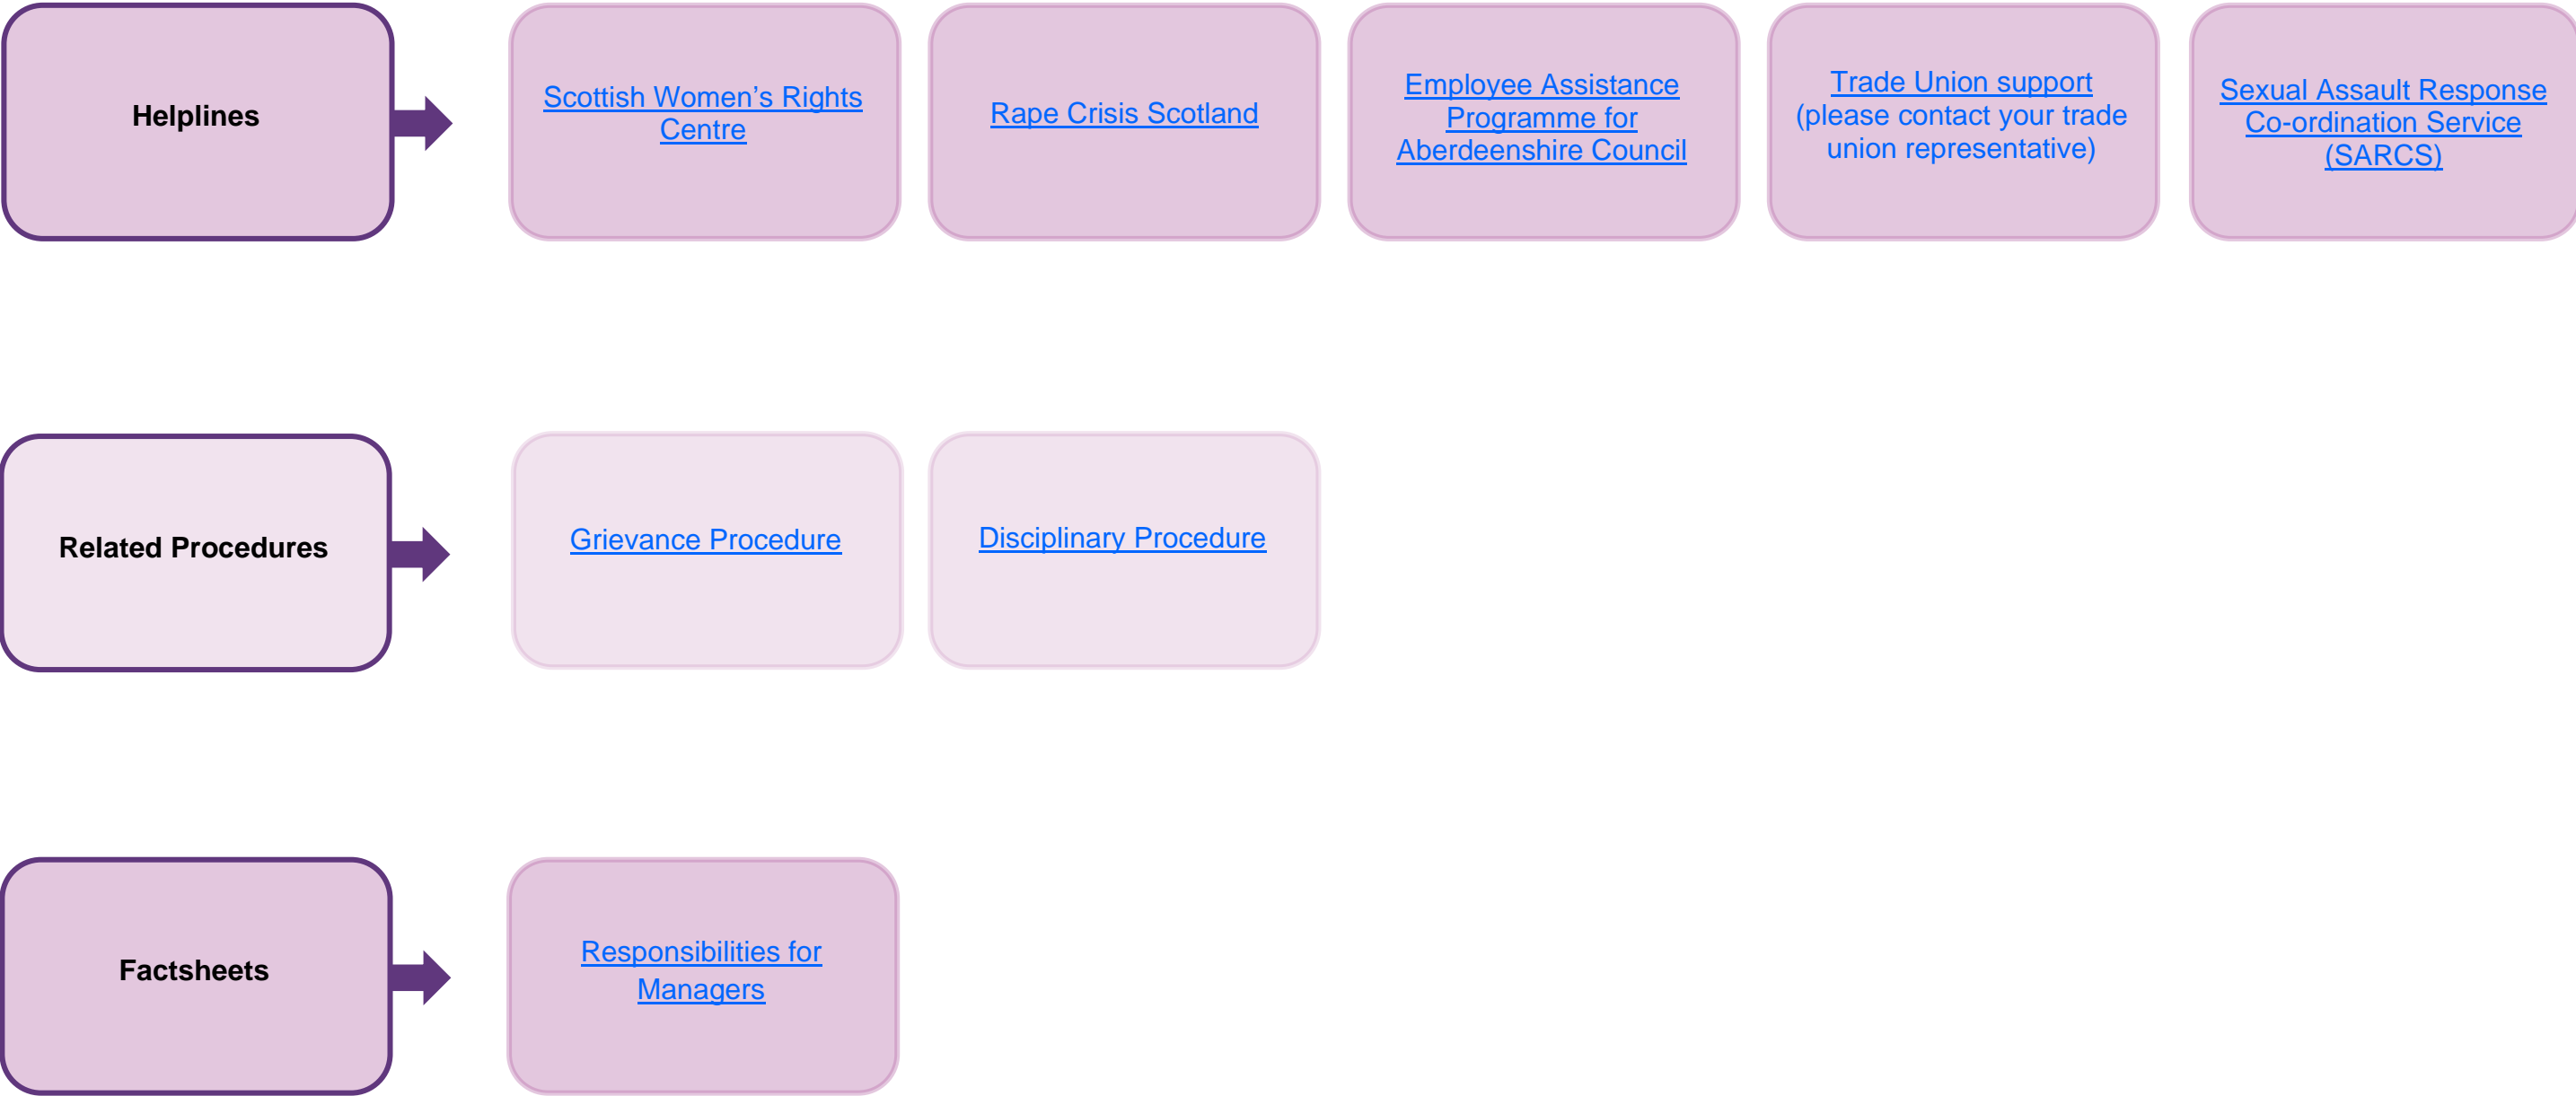 Helplines
Scottish Women’s Rights
Centre
Rape Crisis Scotland
Employee Assistance
Programme for
Aberdeenshire Council
Trade Union support
(please contact your trade
union representative)
Sexual Assault Response
Co-ordination Service
(SARCS)
Related Procedures
Grievance Procedure
Disciplinary Procedure
Factsheets
Responsibilities for
Managers